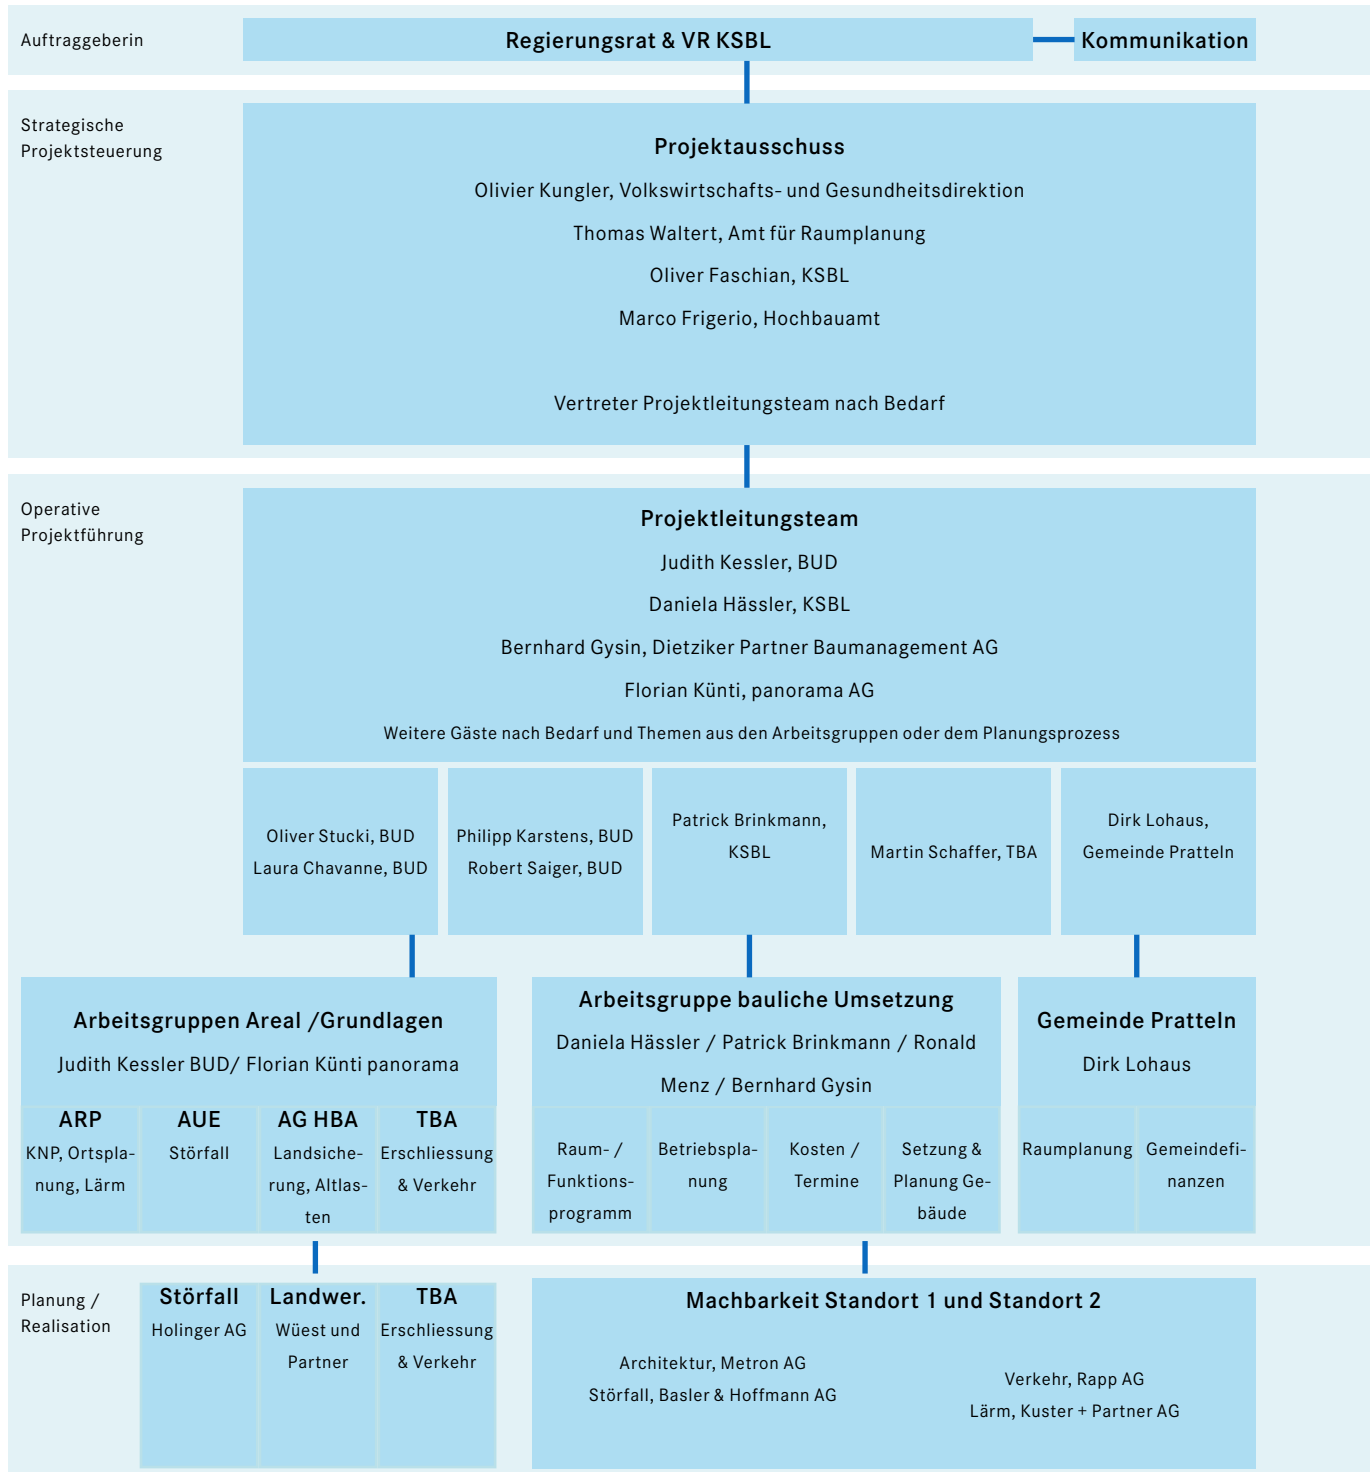 Auftraggeberin
Regierungsrat & VR KSBL
Kommunikation
Strategische
Projektsteuerung
Projektausschuss
Olivier Kungler, Volkswirtschafts- und Gesundheitsdirektion
Thomas Waltert, Amt für Raumplanung
Oliver Faschian, KSBL
Marco Frigerio, Hochbauamt
Vertreter Projektleitungsteam nach Bedarf
Operative
Projektführung
Projektleitungsteam
Judith Kessler, BUD
Daniela Hässler, KSBL
Bernhard Gysin, Dietziker Partner Baumanagement AG
Florian Künti, panorama AG
Weitere Gäste nach Bedarf und Themen aus den Arbeitsgruppen oder dem Planungsprozess
Oliver Stucki, BUD
Laura Chavanne, BUD
Philipp Karstens, BUD
Robert Saiger, BUD
Patrick Brinkmann,
KSBL
Martin Schaffer, TBA
Dirk Lohaus,
Gemeinde Pratteln
Arbeitsgruppen Areal /Grundlagen
Judith Kessler BUD/ Florian Künti panorama
ARP
KNP, Ortspla-
nung, Lärm
AUE
Störfall
AG HBA
Landsiche-
rung, Altlas-
ten
TBA
Erschliessung
& Verkehr
Arbeitsgruppe bauliche Umsetzung
Daniela Hässler / Patrick Brinkmann / Ronald
Menz / Bernhard Gysin
Raum- /
Funktions-
programm
Betriebspla-
nung
Kosten /
Termine
Setzung &
Planung Ge-
bäude
Gemeinde Pratteln
Dirk Lohaus
Raumplanung
Gemeindefi-
nanzen
Planung /
Realisation
Störfall
Holinger AG
Landwer.
Wüest und
Partner
TBA
Erschliessung
& Verkehr
Machbarkeit Standort 1 und Standort 2
Architektur, Metron AG
Störfall, Basler & Hoffmann AG
Verkehr, Rapp AG
Lärm, Kuster + Partner AG